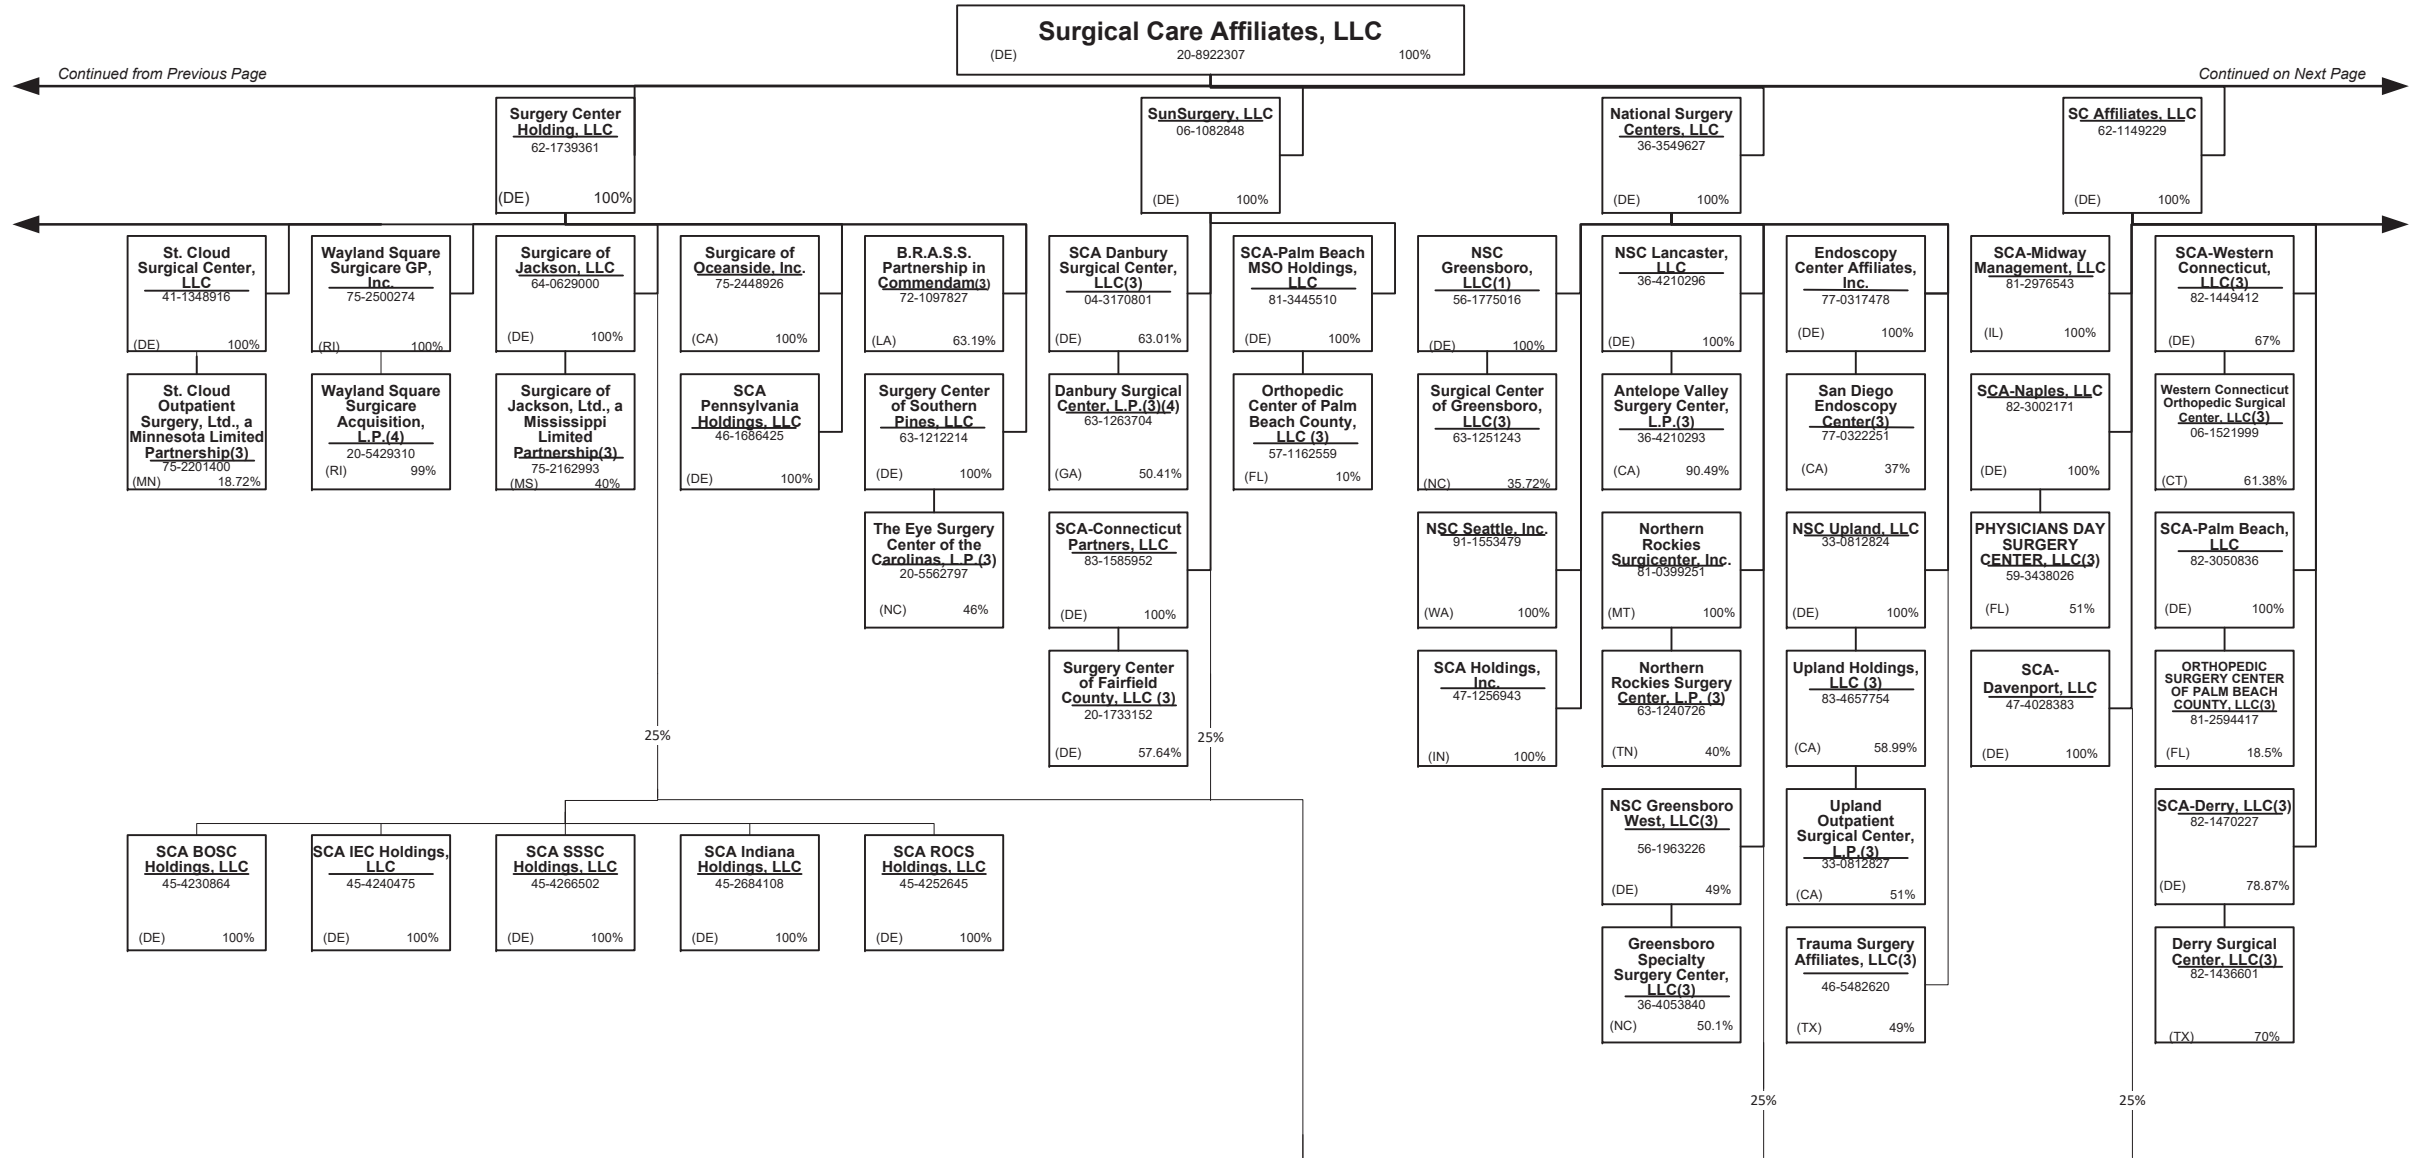 Surgical Care Affiliates, LLC
(DE) 20-8922307 100%
Continued from Previous Page
Continued on Next Page
Surgery Center
Holding, LLC
62-1739361
(DE) 100%
SunSurgery, LLC
06-1082848
(DE) 100%
National Surgery
Centers, LLC
36-3549627
(DE) 100%
SC Affiliates, LLC
62-1149229
(DE) 100%
St. Cloud
Surgical Center,
LLC
41-1348916
(DE) 100%
Wayland Square
Surgicare GP,
Inc.
75-2500274
(RI) 100%
Surgicare of
Jackson, LLC
64-0629000
(DE) 100%
Surgicare of
Oceanside, Inc.
75-2448926
(CA) 100%
B.R.A.S.S.
Partnership in
Commendam(3)
72-1097827
(LA) 63.19%
SCA Danbury
Surgical Center,
LLC(3)
04-3170801
(DE) 63.01%
SCA-Palm Beach
MSO Holdings,
LLC
81-3445510
(DE) 100%
NSC
Greensboro,
LLC(1)
56-1775016
(DE) 100%
NSC Lancaster,
LLC
36-4210296
(DE) 100%
Endoscopy
Center Affiliates,
Inc.
77-0317478
(DE) 100%
SCA-Midway
Management, LLC
81-2976543
(IL) 100%
SCA-Western
Connecticut,
LLC(3)
82-1449412
(DE) 67%
St. Cloud
Outpatient
Surgery, Ltd., a
Minnesota Limited
Partnership(3)
75-2201400
(MN) 18.72%
Wayland Square
Surgicare
Acquisition,
L.P.(4)
20-5429310
(RI) 99%
Surgicare of
Jackson, Ltd., a
Mississippi
Limited
Partnership(3)
75-2162993
(MS) 40%
SCA
Pennsylvania
Holdings, LLC
46-1686425
(DE) 100%
Surgery Center
of Southern
Pines, LLC
63-1212214
(DE) 100%
Danbury Surgical
Center, L.P.(3)(4)
63-1263704
(GA) 50.41%
Orthopedic
Center of Palm
Beach County,
LLC (3)
57-1162559
(FL) 10%
Surgical Center
of Greensboro,
LLC(3)
63-1251243
(NC) 35.72%
Antelope Valley
Surgery Center,
L.P.(3)
36-4210293
(CA) 90.49%
San Diego
Endoscopy
Center(3)
77-0322251
(CA) 37%
SCA-Naples, LLC
82-3002171
(DE) 100%
Western Connecticut
Orthopedic Surgical
Center, LLC(3)
06-1521999
(CT) 61.38%
The Eye Surgery
Center of the
Carolinas, L.P.(3)
20-5562797
(NC) 46%
SCA-Connecticut
Partners, LLC
83-1585952
(DE) 100%
NSC Seattle, Inc.
91-1553479
(WA) 100%
Northern
Rockies
Surgicenter, Inc.
81-0399251
(MT) 100%
NSC Upland, LLC
33-0812824
(DE) 100%
PHYSICIANS DAY
SURGERY
CENTER, LLC(3)
59-3438026
(FL) 51%
SCA-Palm Beach,
LLC
82-3050836
(DE) 100%
Surgery Center
of Fairfield
County, LLC (3)
20-1733152
(DE) 57.64%
SCA Holdings,
Inc.
47-1256943
(IN) 100%
Northern
Rockies Surgery
Center, L.P. (3)
63-1240726
(TN) 40%
Upland Holdings,
LLC (3)
83-4657754
(CA) 58.99%
SCA-
Davenport, LLC
47-4028383
(DE) 100%
ORTHOPEDIC
SURGERY CENTER
OF PALM BEACH
COUNTY, LLC(3)
81-2594417
(FL) 18.5%
25%
25%
SCA BOSC
Holdings, LLC
45-4230864
(DE) 100%
SCA IEC Holdings,
LLC
45-4240475
(DE) 100%
SCA SSSC
Holdings, LLC
45-4266502
(DE) 100%
SCA Indiana
Holdings, LLC
45-2684108
(DE) 100%
SCA ROCS
Holdings, LLC
45-4252645
(DE) 100%
NSC Greensboro
West, LLC(3)
56-1963226
(DE) 49%
Upland
Outpatient
Surgical Center,
L.P.(3)
33-0812827
(CA) 51%
SCA-Derry, LLC(3)
82-1470227
(DE) 78.87%
Greensboro
Specialty
Surgery Center,
LLC(3)
36-4053840
(NC) 50.1%
Trauma Surgery
Affiliates, LLC(3)
46-5482620
(TX) 49%
Derry Surgical
Center, LLC(3)
82-1436601
(TX) 70%
25%
25%